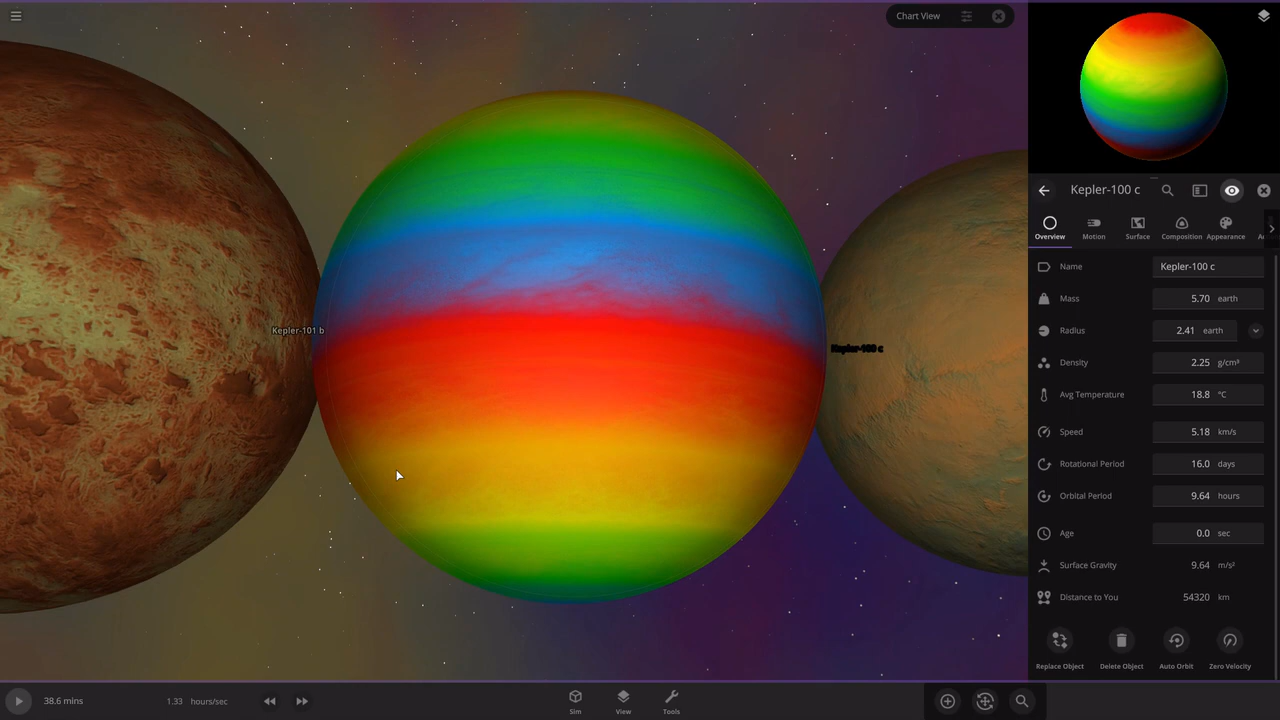 Chart View
Kepler-101 b
Kepler-100 c
Kepler-100 c
Overview Motion Surface Composition Appearance
Name Kepler-100 c
Mass 5.70 earth
Radius 2.41 earth
Density 2.25 g/cm³
Avg Temperature 18.8 °C
Speed 5.18 km/s
Rotational Period 16.0 days
Orbital Period 9.64 hours
Age 0.0 sec
Surface Gravity 9.64 m/s²
Distance to You 54320 km
Replace Object Delete Object Auto Orbit Zero Velocity
38.6 mins 1.33 hours/sec Sim View Tools